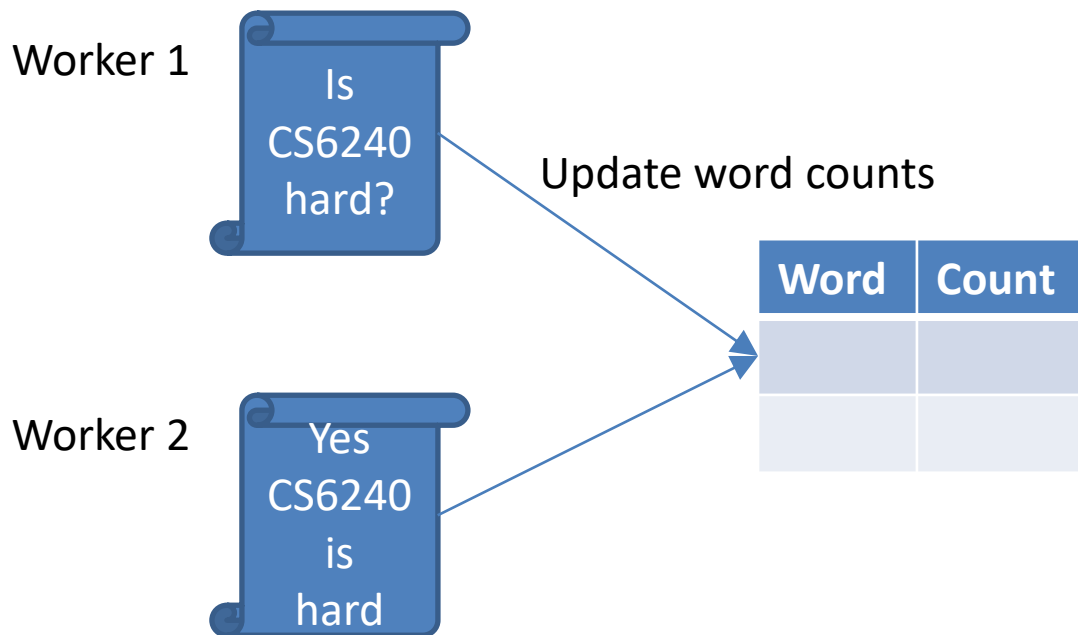 Worker 1
Is
CS6240
hard?
Update word counts
Word Count
Worker 2
Yes
CS6240
is
hard